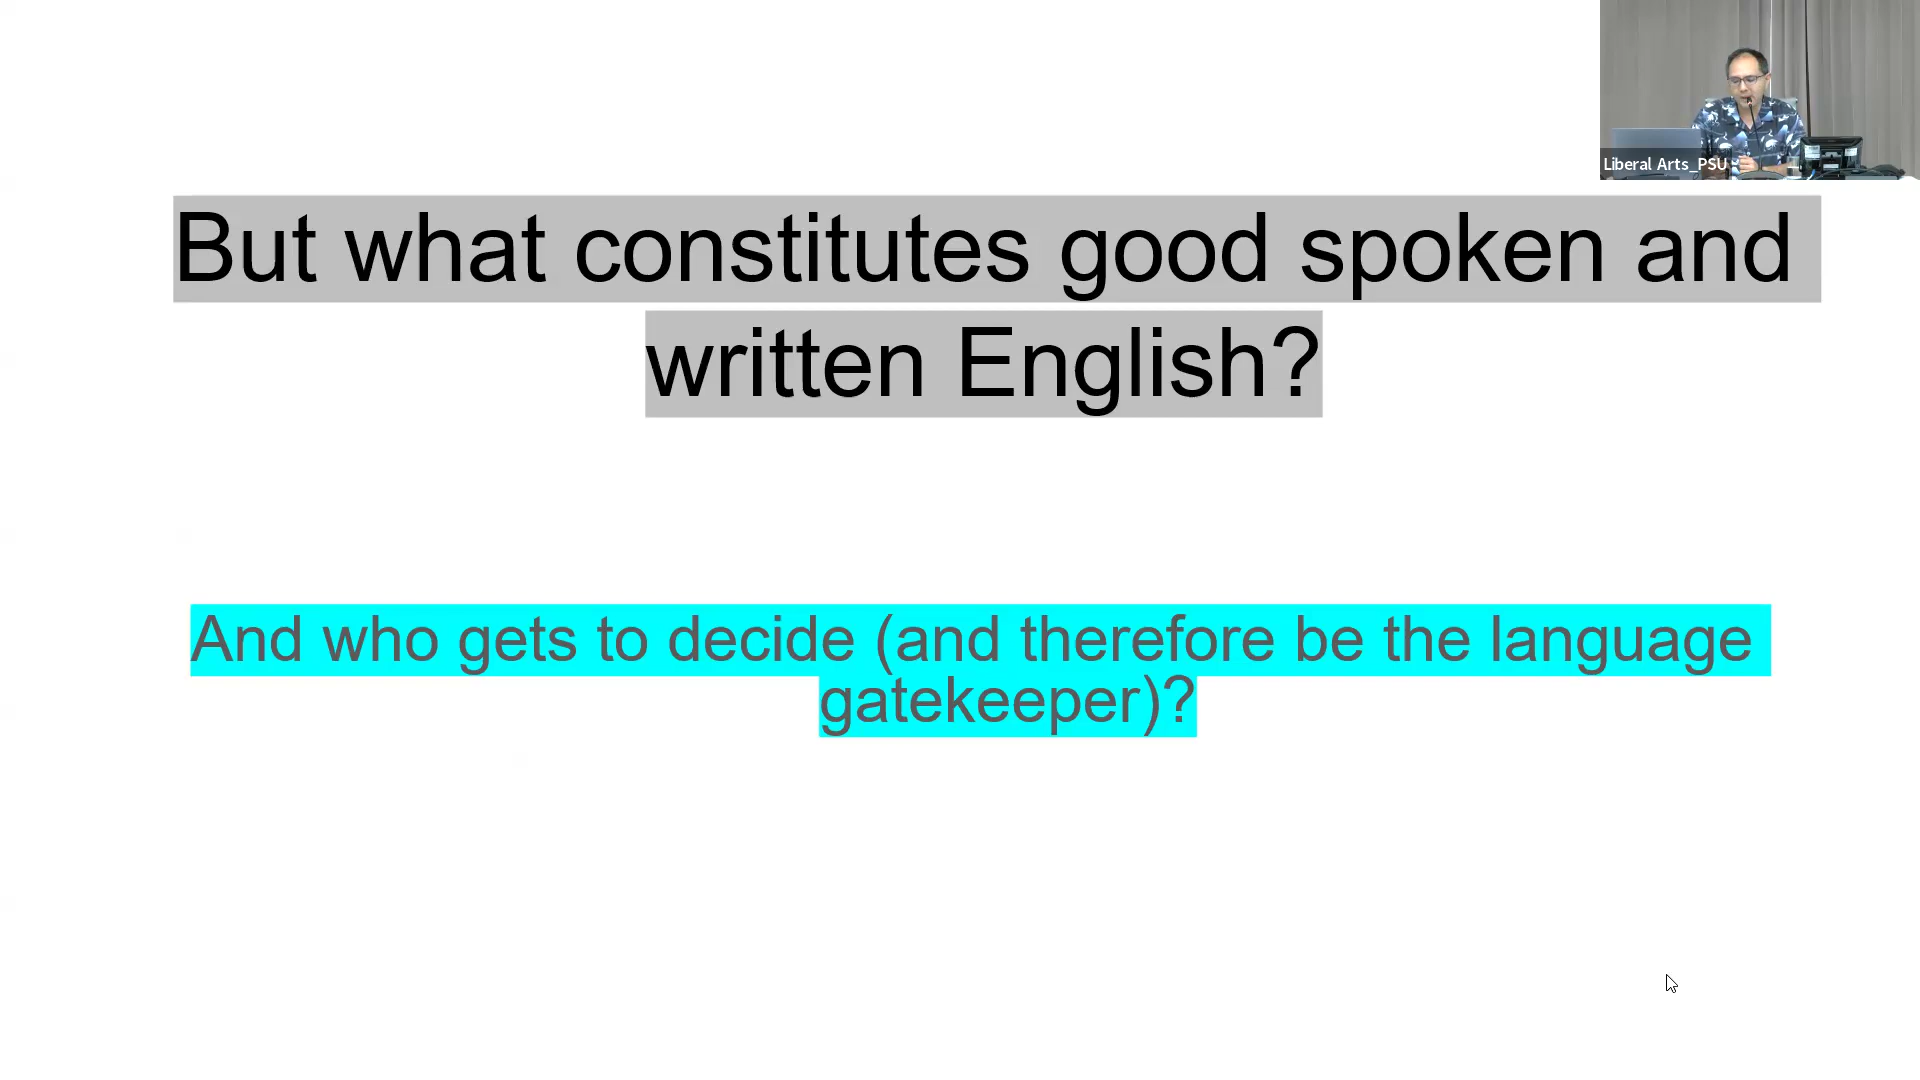 Liberal Arts_PSU
But what constitutes good spoken and
written English?
And who gets to decide (and therefore be the language
gatekeeper)?